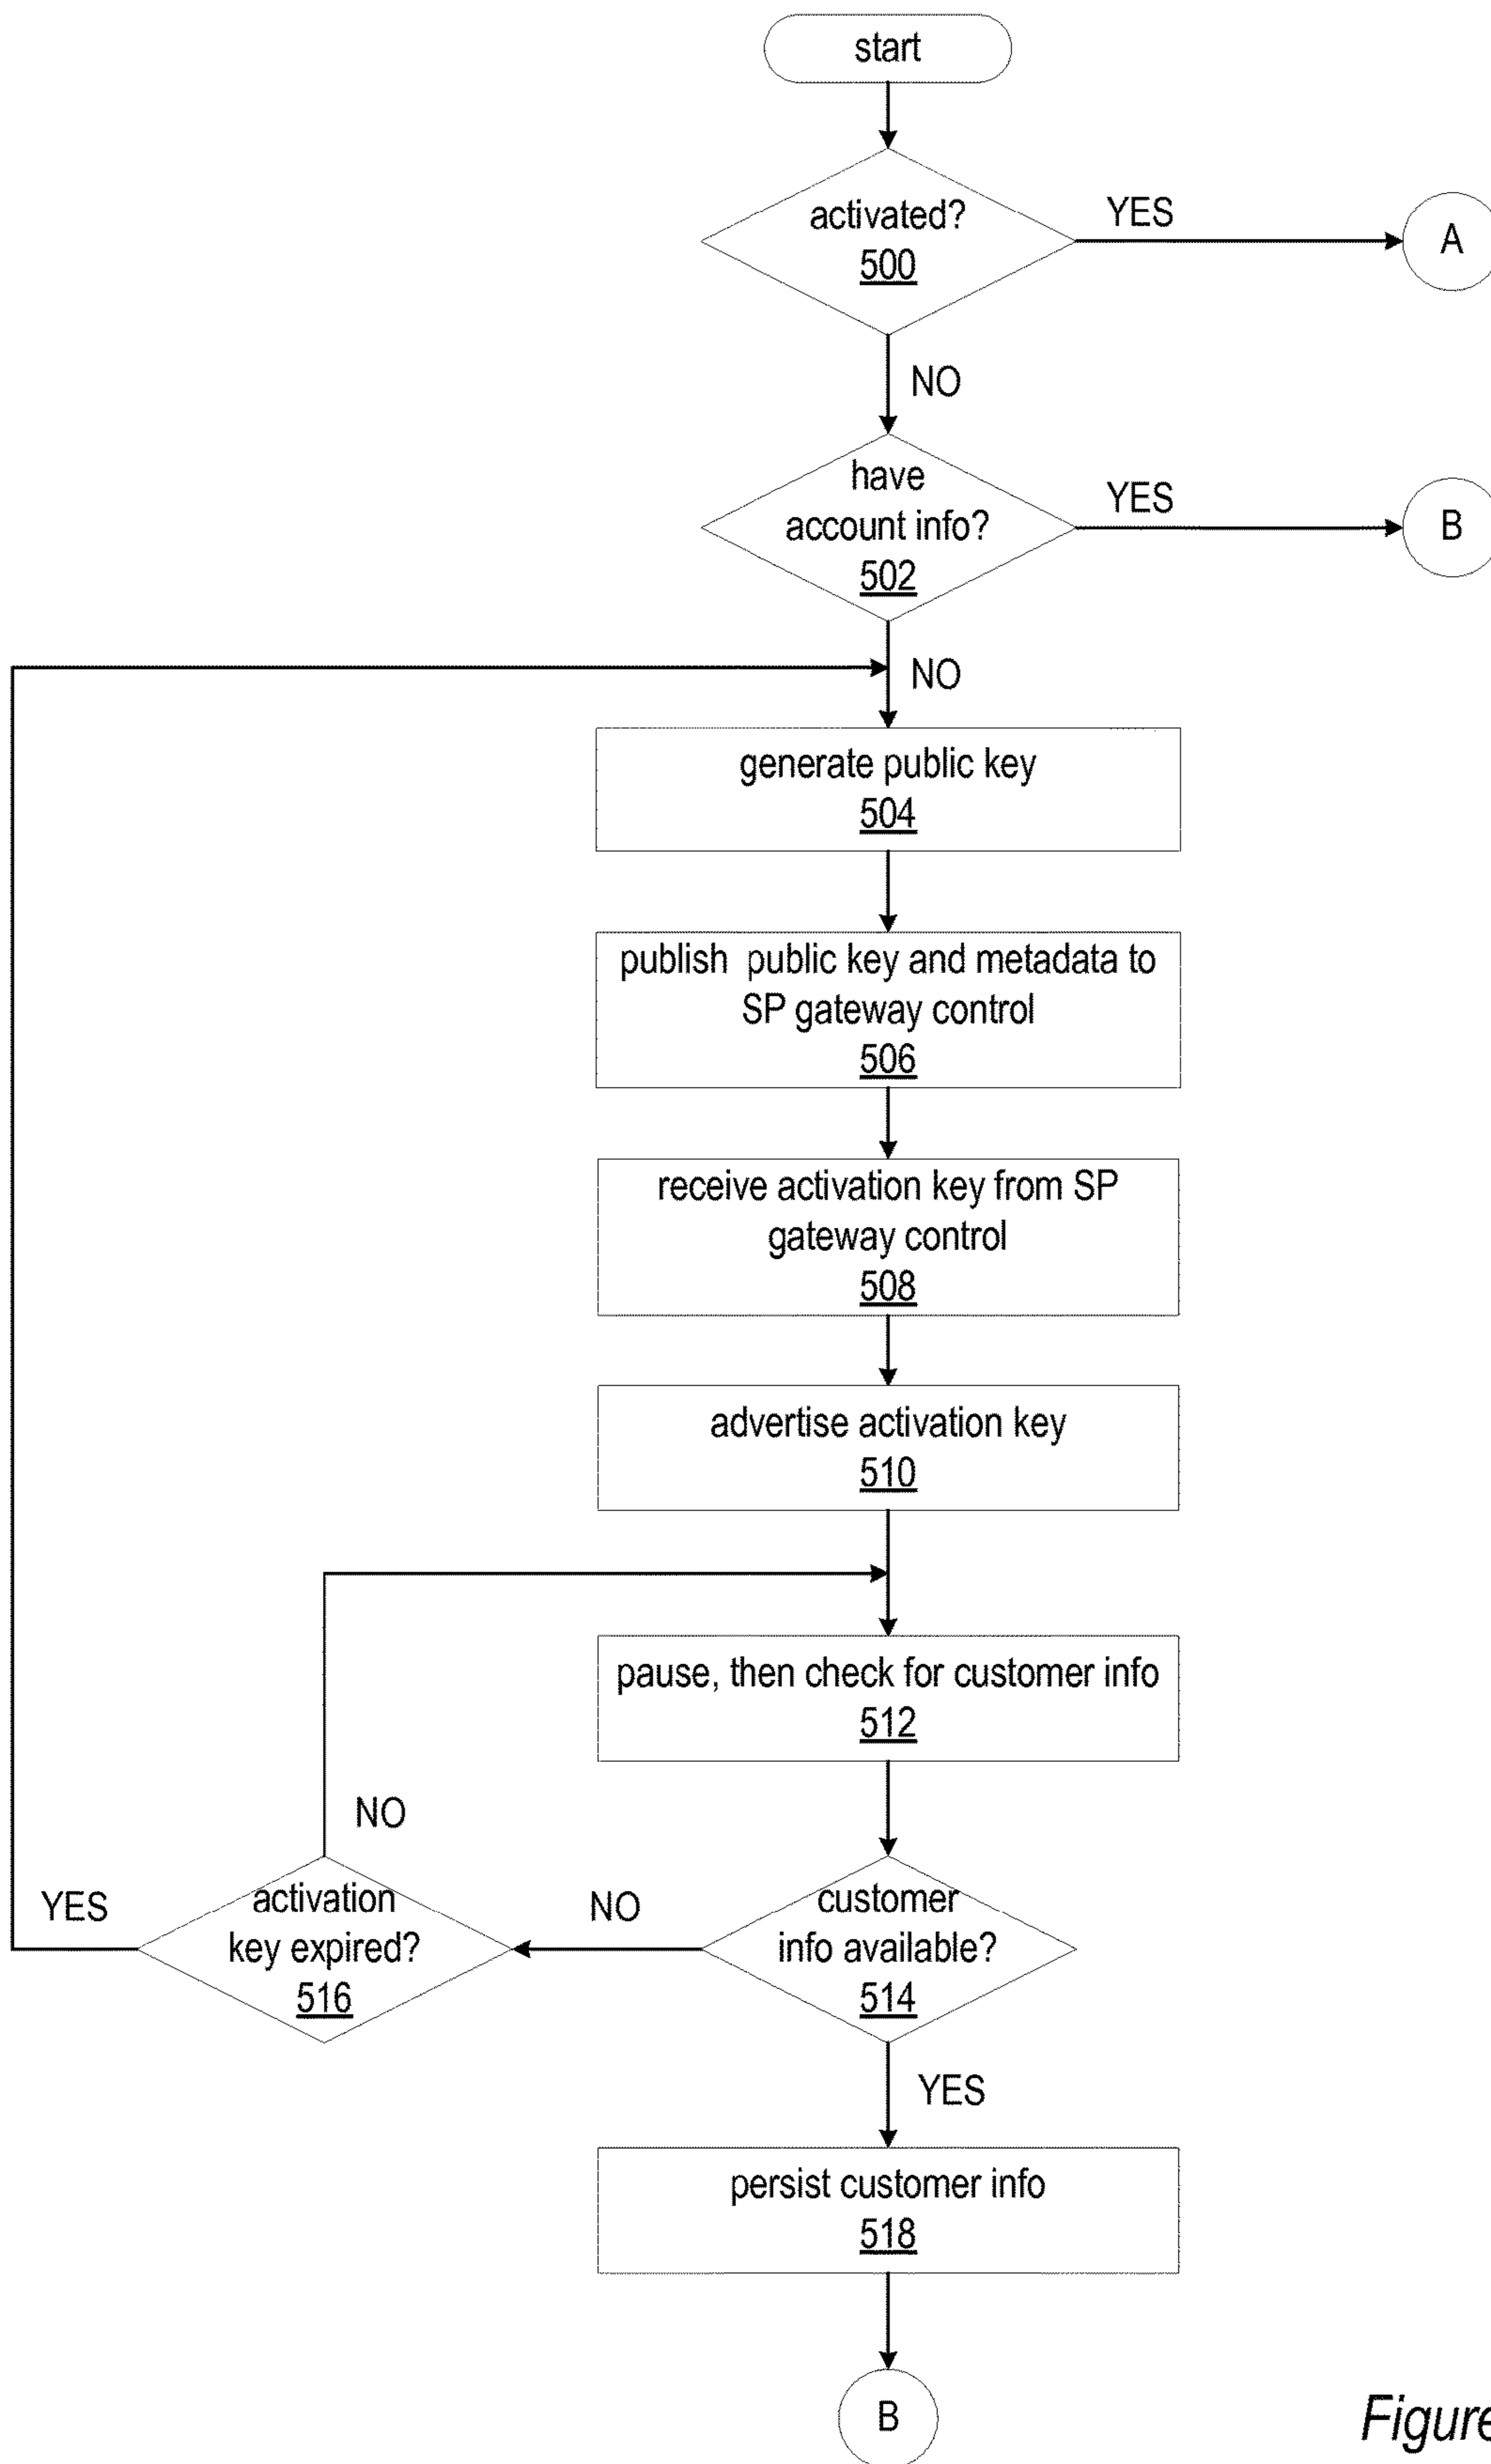 start
activated?
500
YES
A
NO
have
account info?
502
YES
B
NO
generate public key
504
publish public key and metadata to
SP gateway control
506
receive activation key from SP
gateway control
508
advertise activation key
510
pause, then check for customer info
512
NO
YES
activation
key expired?
516
NO
customer
info available?
514
YES
persist customer info
518
B
Figure